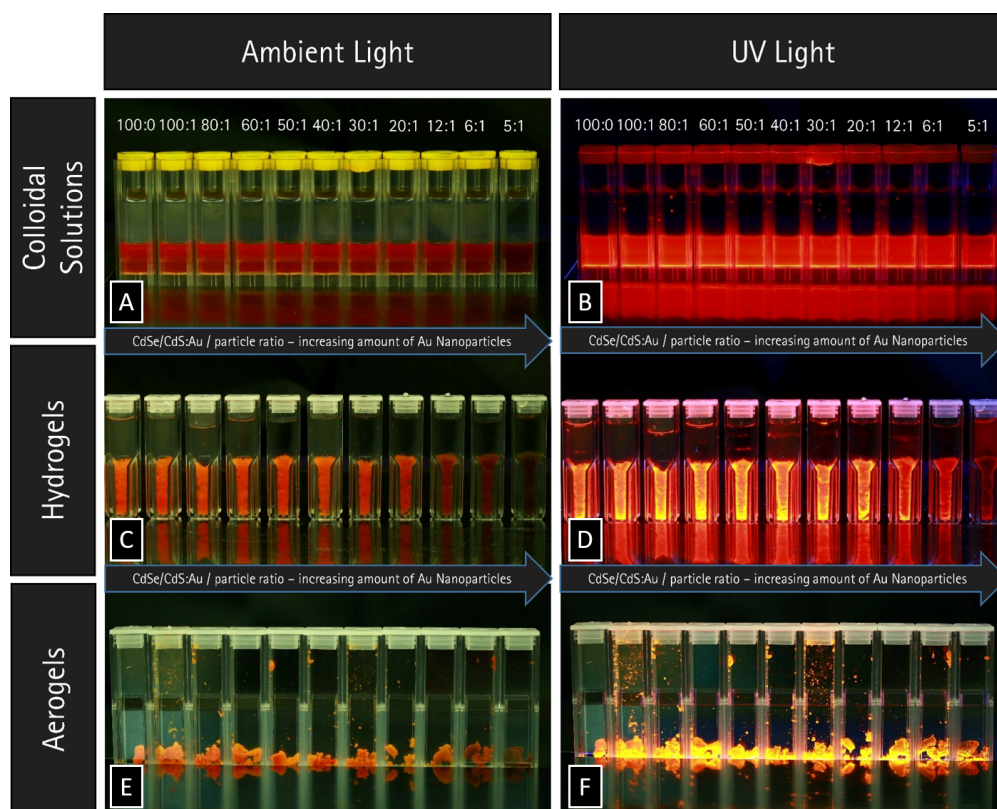 Ambient Light
UV Light
Colloidal
Solutions
100:0 100:1 80:1 60:1 50:1 40:1 30:1 20:1 12:1 6:1 5:1
100:0 100:1 80:1 60:1 50:1 40:1 30:1 20:1 12:1 6:1 5:1
A
B
CdSe/CdS:Au / particle ratio – increasing amount of Au Nanoparticles
CdSe/CdS:Au / particle ratio – increasing amount of Au Nanoparticles
Hydrogels
C
D
CdSe/CdS:Au / particle ratio – increasing amount of Au Nanoparticles
CdSe/CdS:Au / particle ratio – increasing amount of Au Nanoparticles
Aerogels
E
F